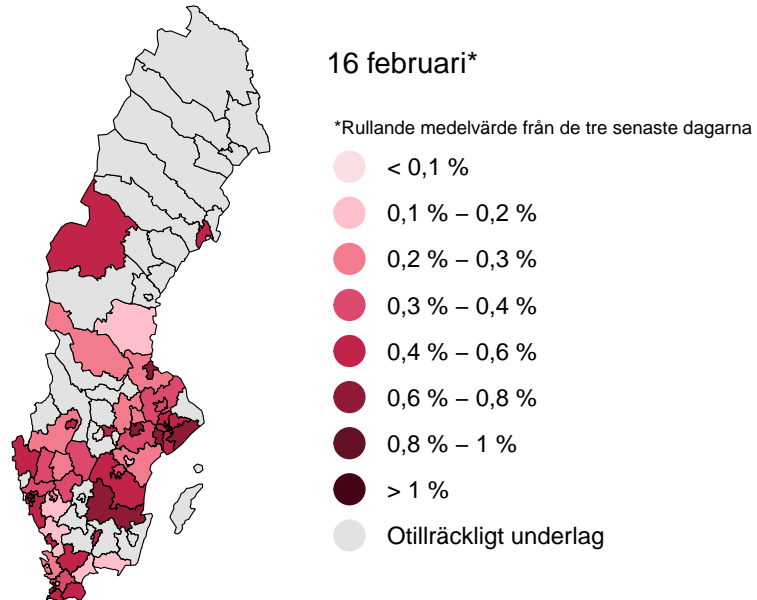 16 februari*
*Rullande medelvärde från de tre senaste dagarna
< 0,1 %
0,1 % – 0,2 %
0,2 % – 0,3 %
0,3 % – 0,4 %
0,4 % – 0,6 %
0,6 % – 0,8 %
0,8 % – 1 %
> 1 %
Otillräckligt underlag